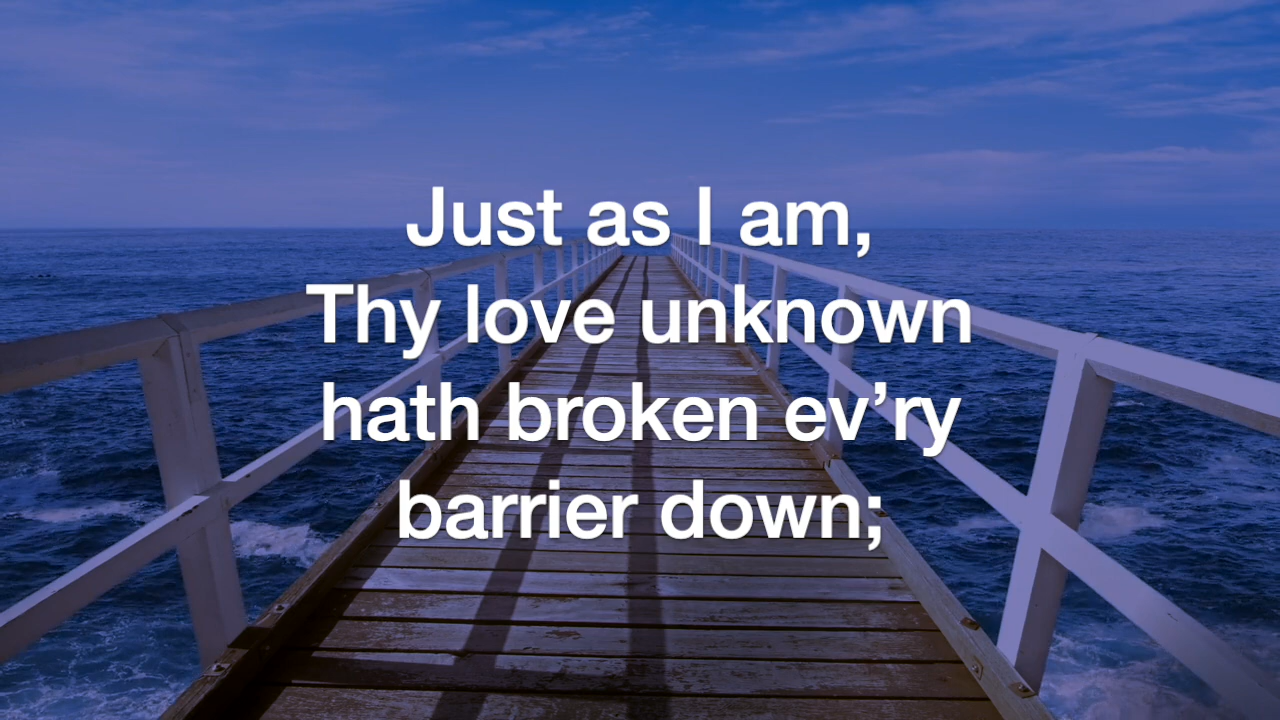 Just as I am,
Thy love unknown
hath broken ev’ry
barrier down;